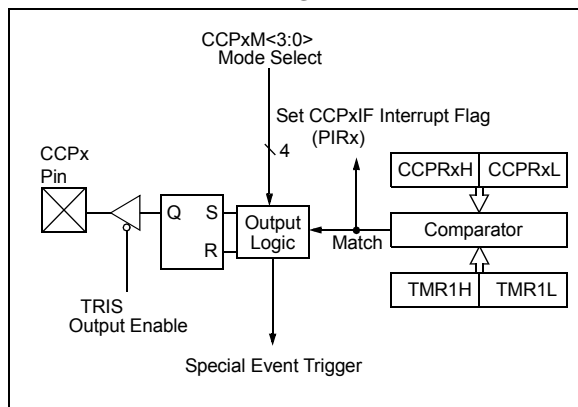 CCPxM<3:0>
Mode Select
Set CCPxIF Interrupt Flag
(PIRx)
4
CCPx
Pin
CCPRxH CCPRxL
Q S
R
Output
Logic
Match
Comparator
TRIS
Output Enable
TMR1H TMR1L
Special Event Trigger